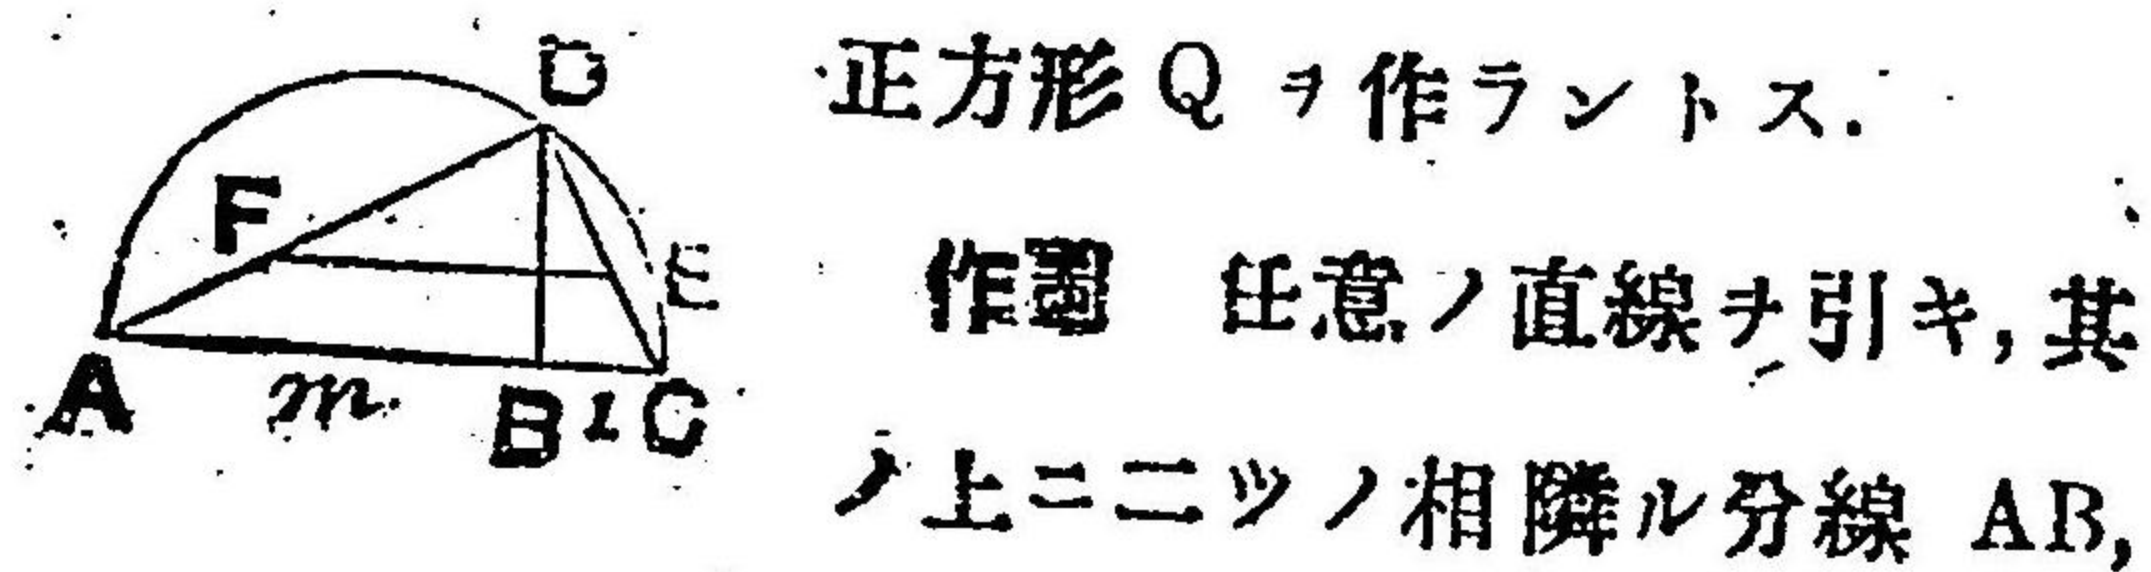 D
F
E
A m B 1 C
正方形 Q ヲ作ラントス.
作圖 任意ノ直線ヲ引キ, 其
ノ上ニ二ツノ相隣ル分線 AB,